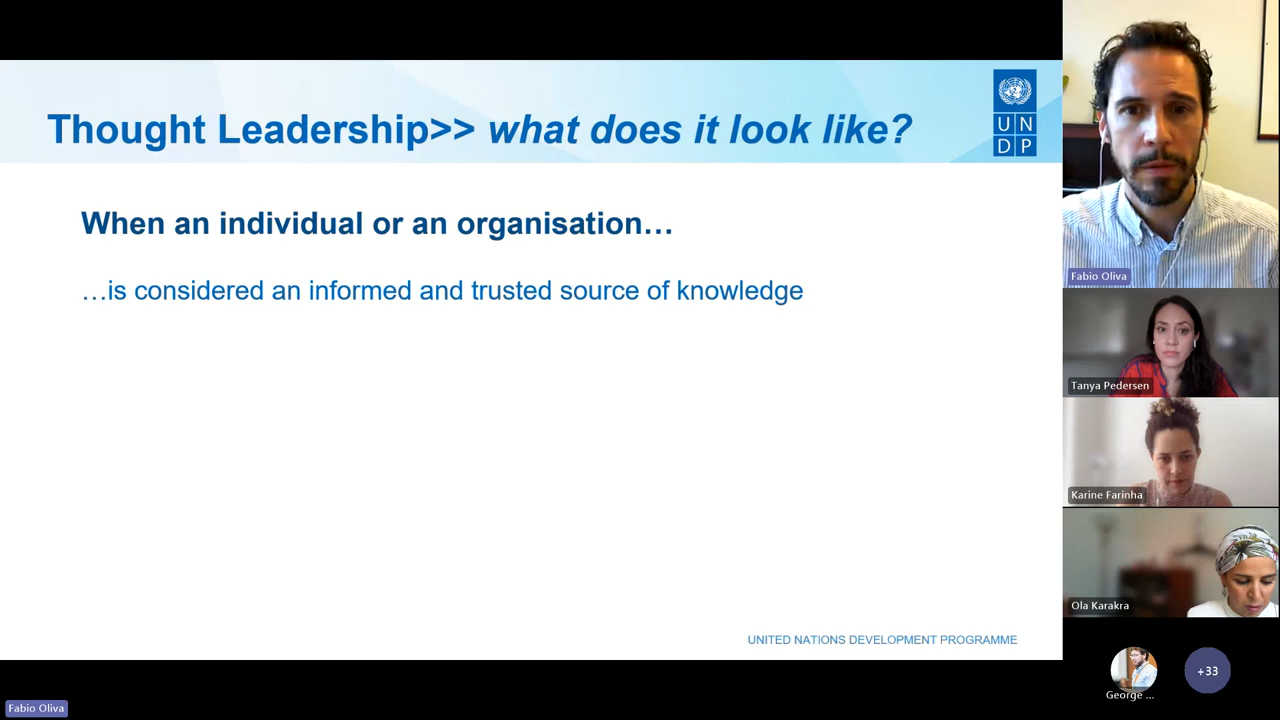 Thought Leadership>> what does it look like?
U N
D P
When an individual or an organisation…
…is considered an informed and trusted source of knowledge
UNITED NATIONS DEVELOPMENT PROGRAMME
Fabio Oliva
Tanya Pedersen
Karine Farinha
Ola Karakra
George ...
+33
Fabio Oliva